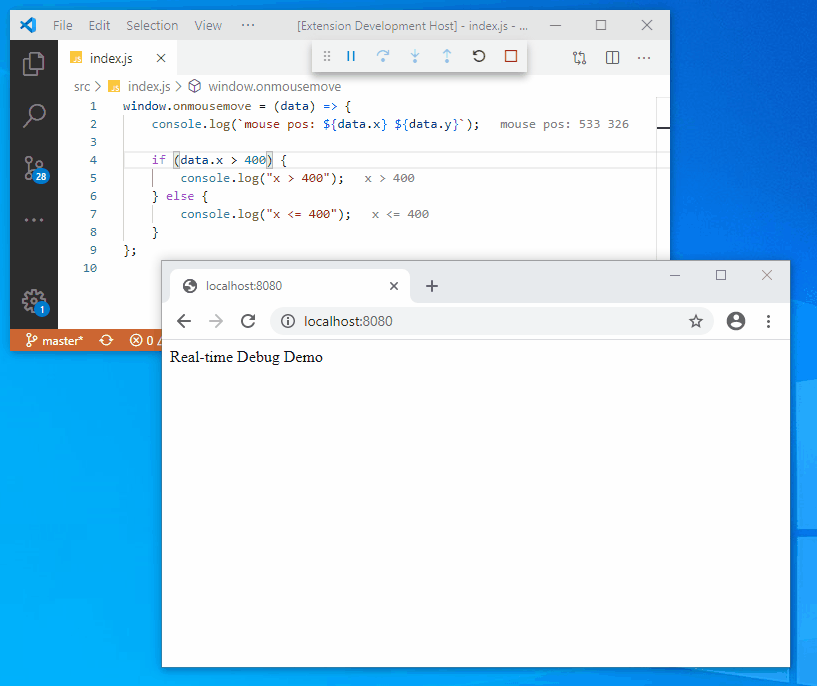 File Edit Selection View ··· [Extension Development Host] - index.js - ...
index.js
src > index.js > window.onmousemove
1 window.onmousemove = (data) => {
2 console.log(`mouse pos: ${data.x} ${data.y}`); mouse pos: 533 326
3
4 if (data.x > 400) {
5 console.log("x > 400"); x > 400
6 } else {
7 console.log("x <= 400"); x <= 400
8 }
9 };
10
28
1
master* 0
localhost:8080
localhost:8080
Real-time Debug Demo